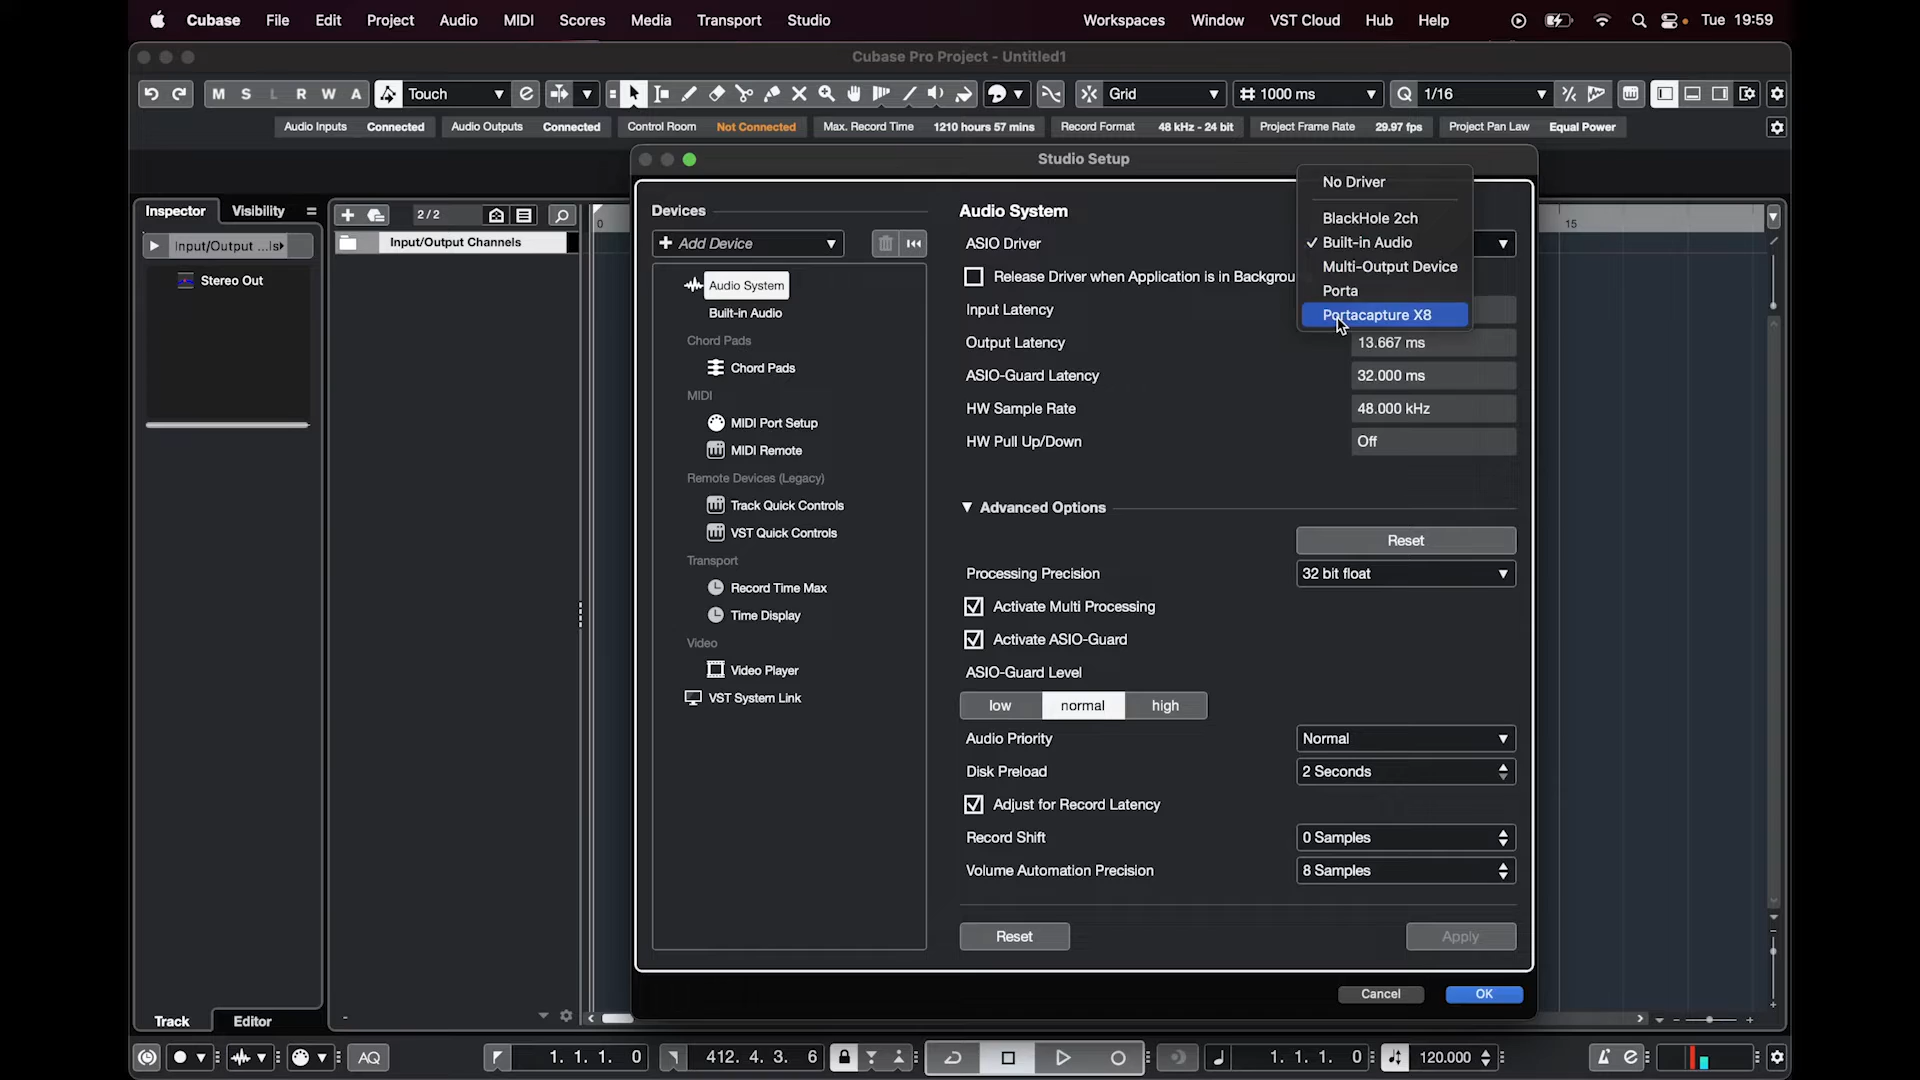 Cubase File Edit Project Audio MIDI Scores Media Transport Studio Workspaces Window VST Cloud Hub Help Tue 19:59
Cubase Pro Project - Untitled1
M S L R W A Touch Grid 1000 ms Q 1/16
Audio Inputs Connected Audio Outputs Connected Control Room Not Connected Max. Record Time 1210 hours 57 mins Record Format 48 kHz - 24 bit Project Frame Rate 29.97 fps Project Pan Law Equal Power
Studio Setup
Inspector Visibility
2/2
0
15
Input/Output ...ls
Input/Output Channels
Stereo Out
Devices
Add Device
Audio System
Built-in Audio
Chord Pads
Chord Pads
MIDI
MIDI Port Setup
MIDI Remote
Remote Devices (Legacy)
Track Quick Controls
VST Quick Controls
Transport
Record Time Max
Time Display
Video
Video Player
VST System Link
Audio System
ASIO Driver
No Driver
BlackHole 2ch
Built-in Audio
Multi-Output Device
Porta
Portacapture X8
Release Driver when Application is in Backgrou
Input Latency
Output Latency 13.667 ms
ASIO-Guard Latency 32.000 ms
HW Sample Rate 48.000 kHz
HW Pull Up/Down Off
Advanced Options
Reset
Processing Precision 32 bit float
Activate Multi Processing
Activate ASIO-Guard
ASIO-Guard Level
low normal high
Audio Priority Normal
Disk Preload 2 Seconds
Adjust for Record Latency
Record Shift 0 Samples
Volume Automation Precision 8 Samples
Reset Apply
Cancel OK
Track Editor
AQ 1. 1. 1. 0 412. 4. 3. 6 1. 1. 1. 0 120.000